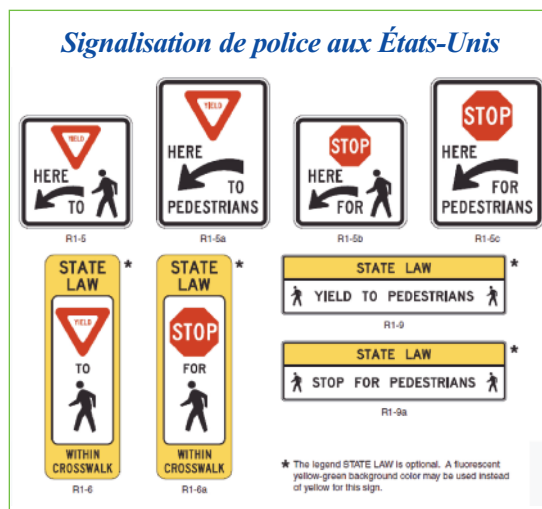 Signalisation de police aux États-Unis
YIELD
HERE
TO
R1-5
YIELD
HERE
TO
PEDESTRIANS
R1-5a
STOP
HERE
FOR
R1-5b
STOP
HERE
FOR
PEDESTRIANS
R1-5c
STATE
LAW
*
YIELD
TO
WITHIN
CROSSWALK
R1-6
STATE
LAW
*
STOP
FOR
WITHIN
CROSSWALK
R1-6a
STATE LAW
*
YIELD TO PEDESTRIANS
R1-9
STATE LAW
*
STOP FOR PEDESTRIANS
R1-9a
* The legend STATE LAW is optional. A fluorescent
yellow-green background color may be used instead
of yellow for this sign.